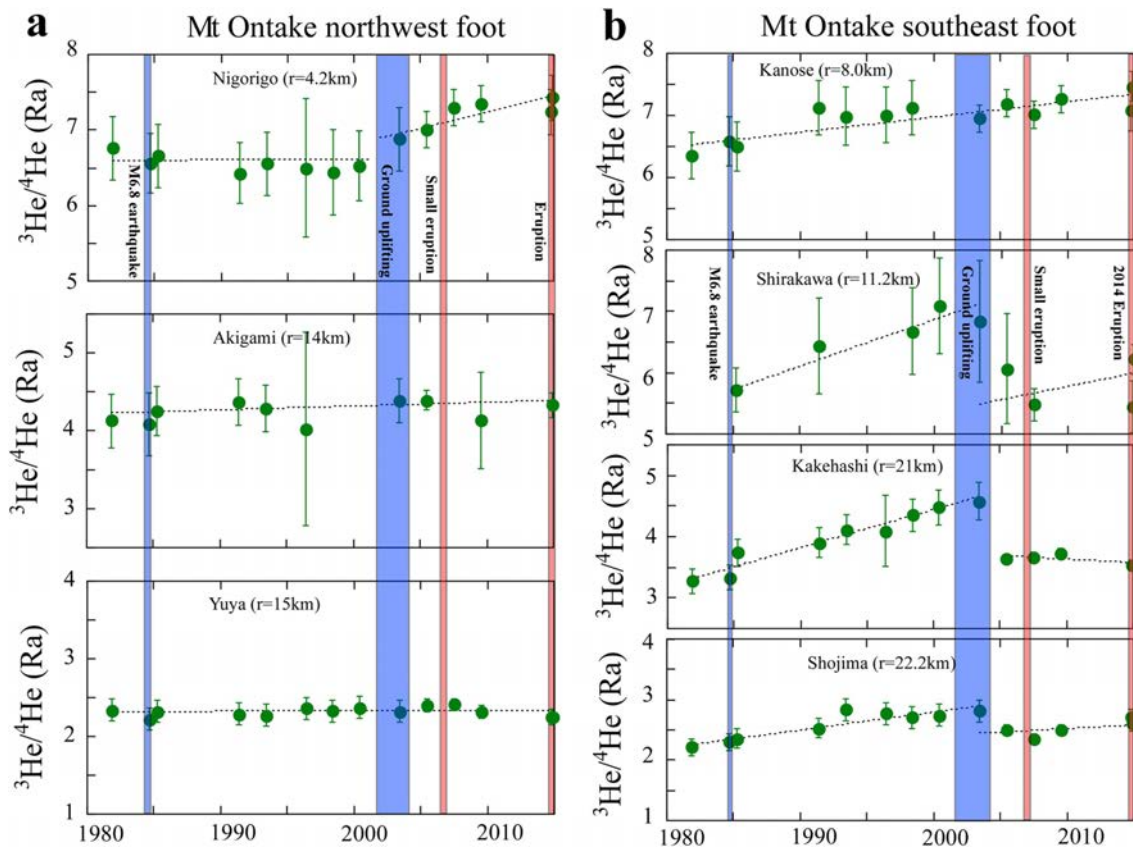 a
Mt Ontake northwest foot
³He/⁴He (Ra)
8
7
6
5
Nigorigo (r=4.2km)
M6.8 earthquake
Ground uplifting
Small eruption
Eruption
³He/⁴He (Ra)
5
4
3
Akigami (r=14km)
³He/⁴He (Ra)
4
3
2
1
Yuya (r=15km)
1980
1990
2000
2010
b
Mt Ontake southeast foot
³He/⁴He (Ra)
8
7
6
5
Kanose (r=8.0km)
³He/⁴He (Ra)
8
7
6
5
Shirakawa (r=11.2km)
M6.8 earthquake
Ground uplifting
Small eruption
2014 Eruption
³He/⁴He (Ra)
5
4
3
Kakehashi (r=21km)
³He/⁴He (Ra)
4
3
2
1
Shojima (r=22.2km)
1980
1990
2000
2010